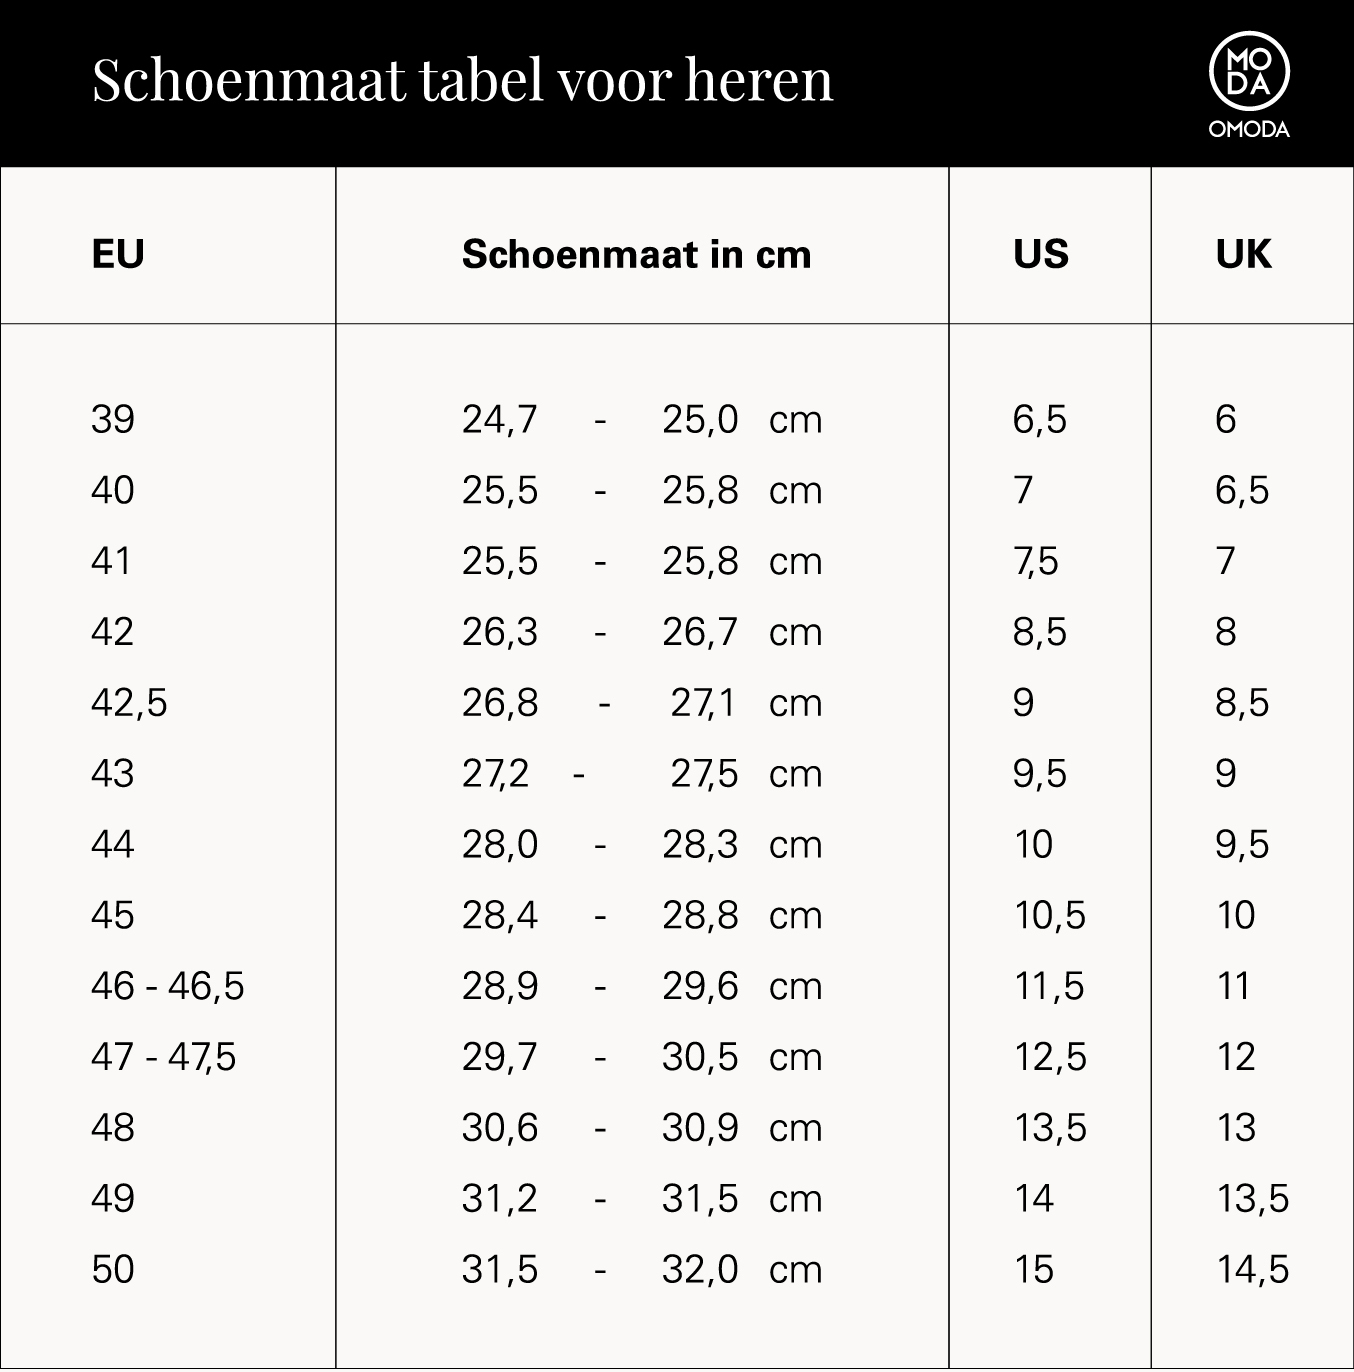 Schoenmaat tabel voor heren
MO
DA
OMODA
EU Schoenmaat in cm US UK
39 24,7 - 25,0 cm 6,5 6
40 25,5 - 25,8 cm 7 6,5
41 25,5 - 25,8 cm 7,5 7
42 26,3 - 26,7 cm 8,5 8
42,5 26,8 - 27,1 cm 9 8,5
43 27,2 - 27,5 cm 9,5 9
44 28,0 - 28,3 cm 10 9,5
45 28,4 - 28,8 cm 10,5 10
46 - 46,5 28,9 - 29,6 cm 11,5 11
47 - 47,5 29,7 - 30,5 cm 12,5 12
48 30,6 - 30,9 cm 13,5 13
49 31,2 - 31,5 cm 14 13,5
50 31,5 - 32,0 cm 15 14,5